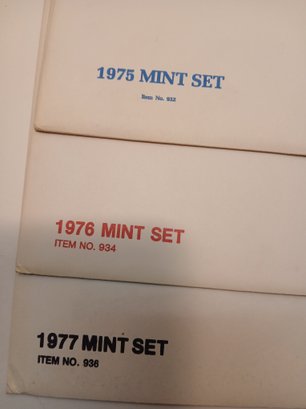 1975 MINT SET
Item No. 932
1976 MINT SET
ITEM NO. 934
1977 MINT SET
ITEM NO. 936